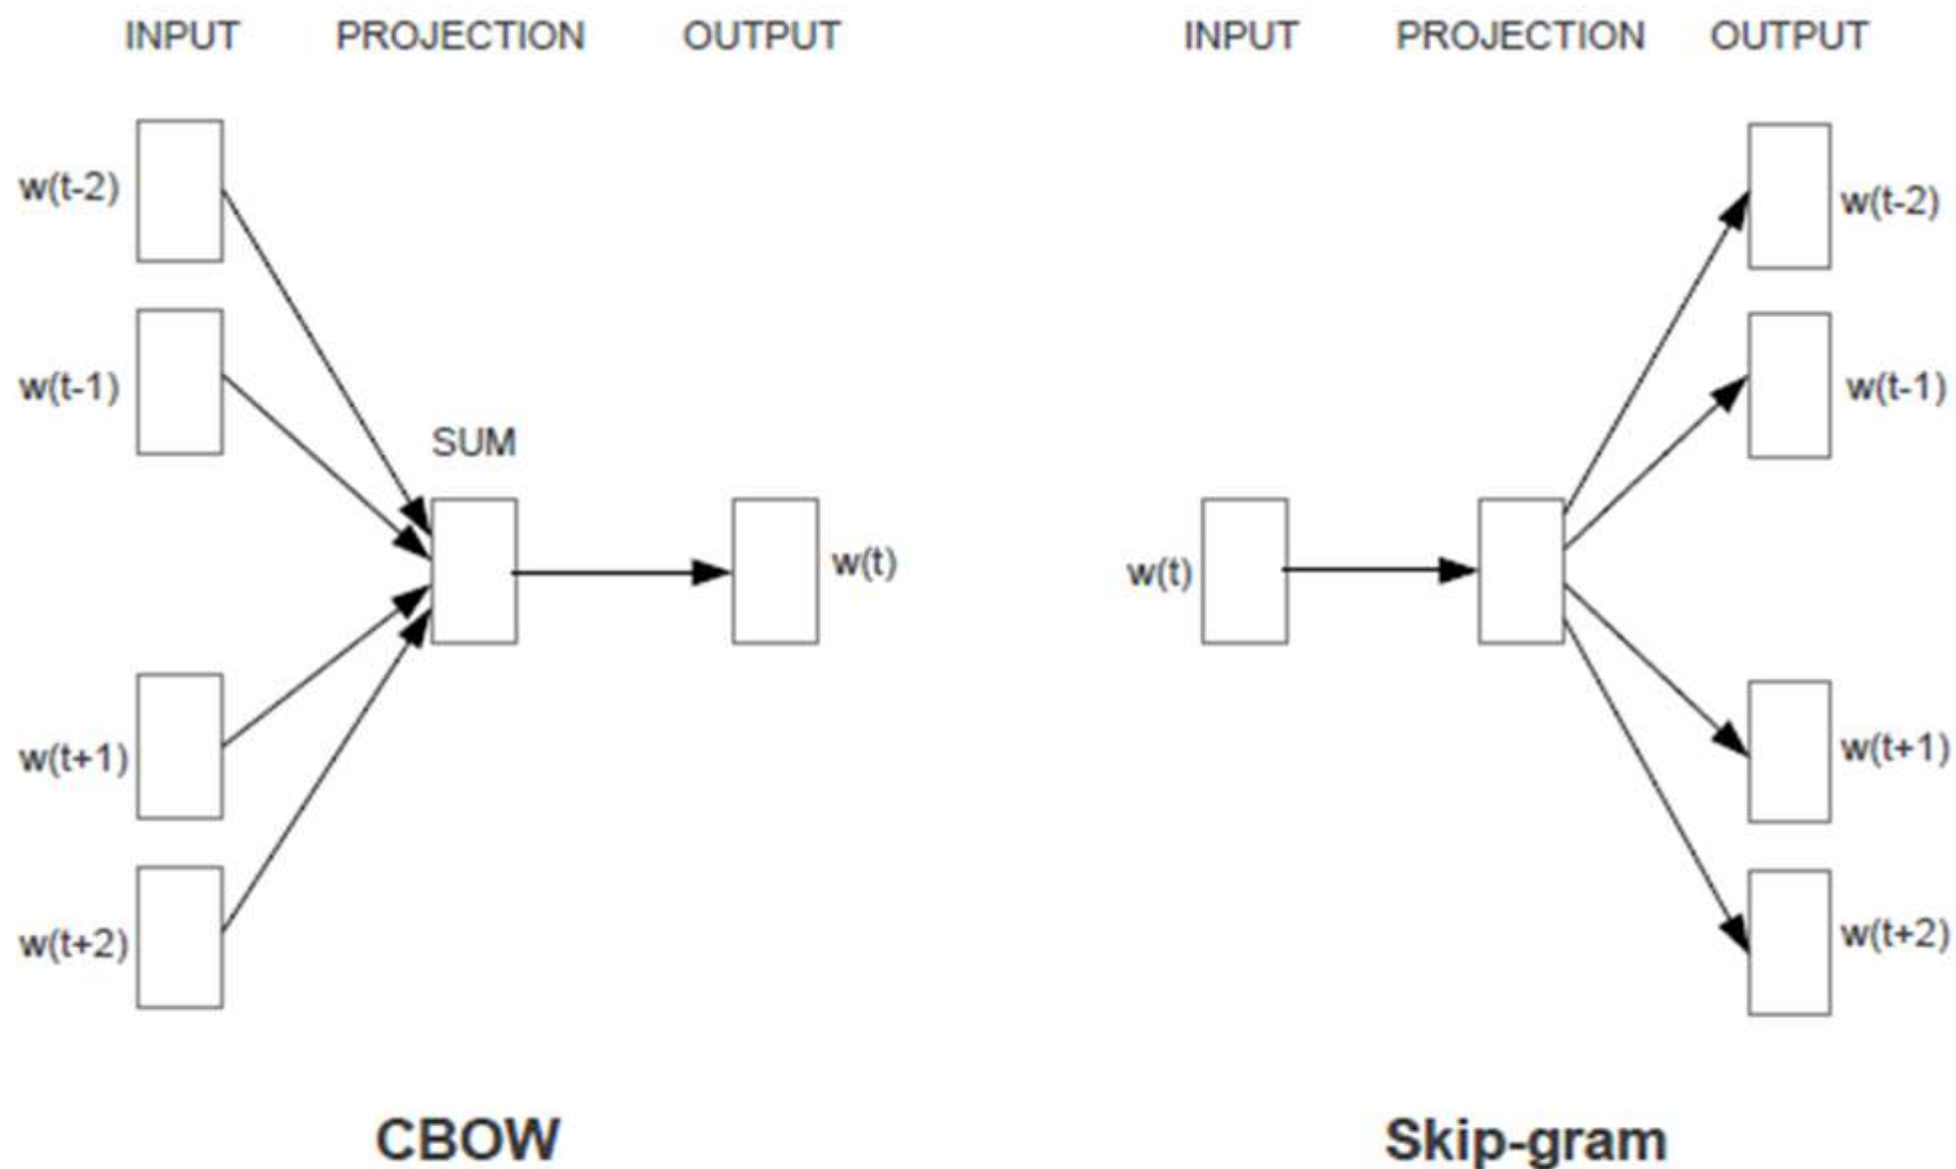 INPUT PROJECTION OUTPUT
w(t-2)
w(t-1)
SUM
w(t)
w(t+1)
w(t+2)
CBOW
INPUT PROJECTION OUTPUT
w(t-2)
w(t-1)
w(t)
w(t+1)
w(t+2)
Skip-gram